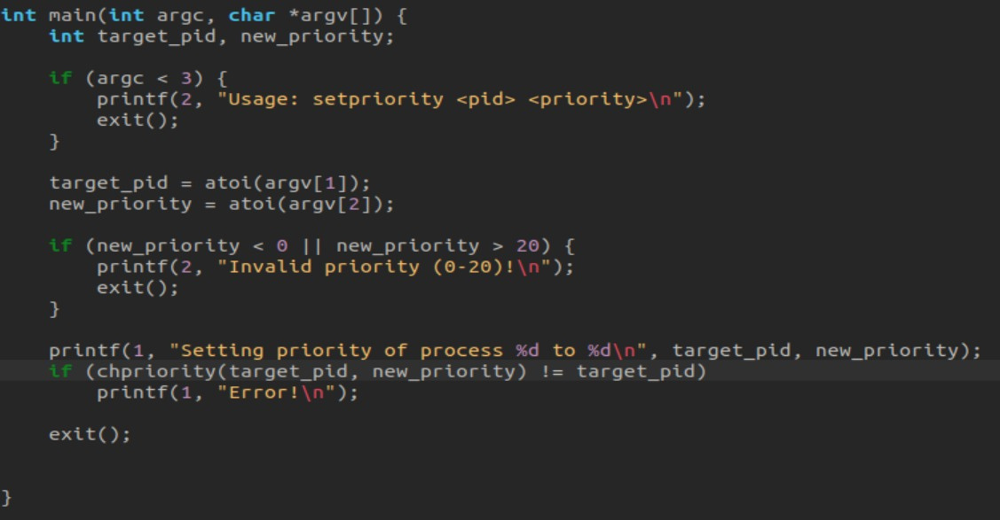 int main(int argc, char *argv[]) {
    int target_pid, new_priority;

    if (argc < 3) {
        printf(2, "Usage: setpriority <pid> <priority>\n");
        exit();
    }

    target_pid = atoi(argv[1]);
    new_priority = atoi(argv[2]);

    if (new_priority < 0 || new_priority > 20) {
        printf(2, "Invalid priority (0-20)!\n");
        exit();
    }

    printf(1, "Setting priority of process %d to %d\n", target_pid, new_priority);
    if (chpriority(target_pid, new_priority) != target_pid)
        printf(1, "Error!\n");

    exit();


}